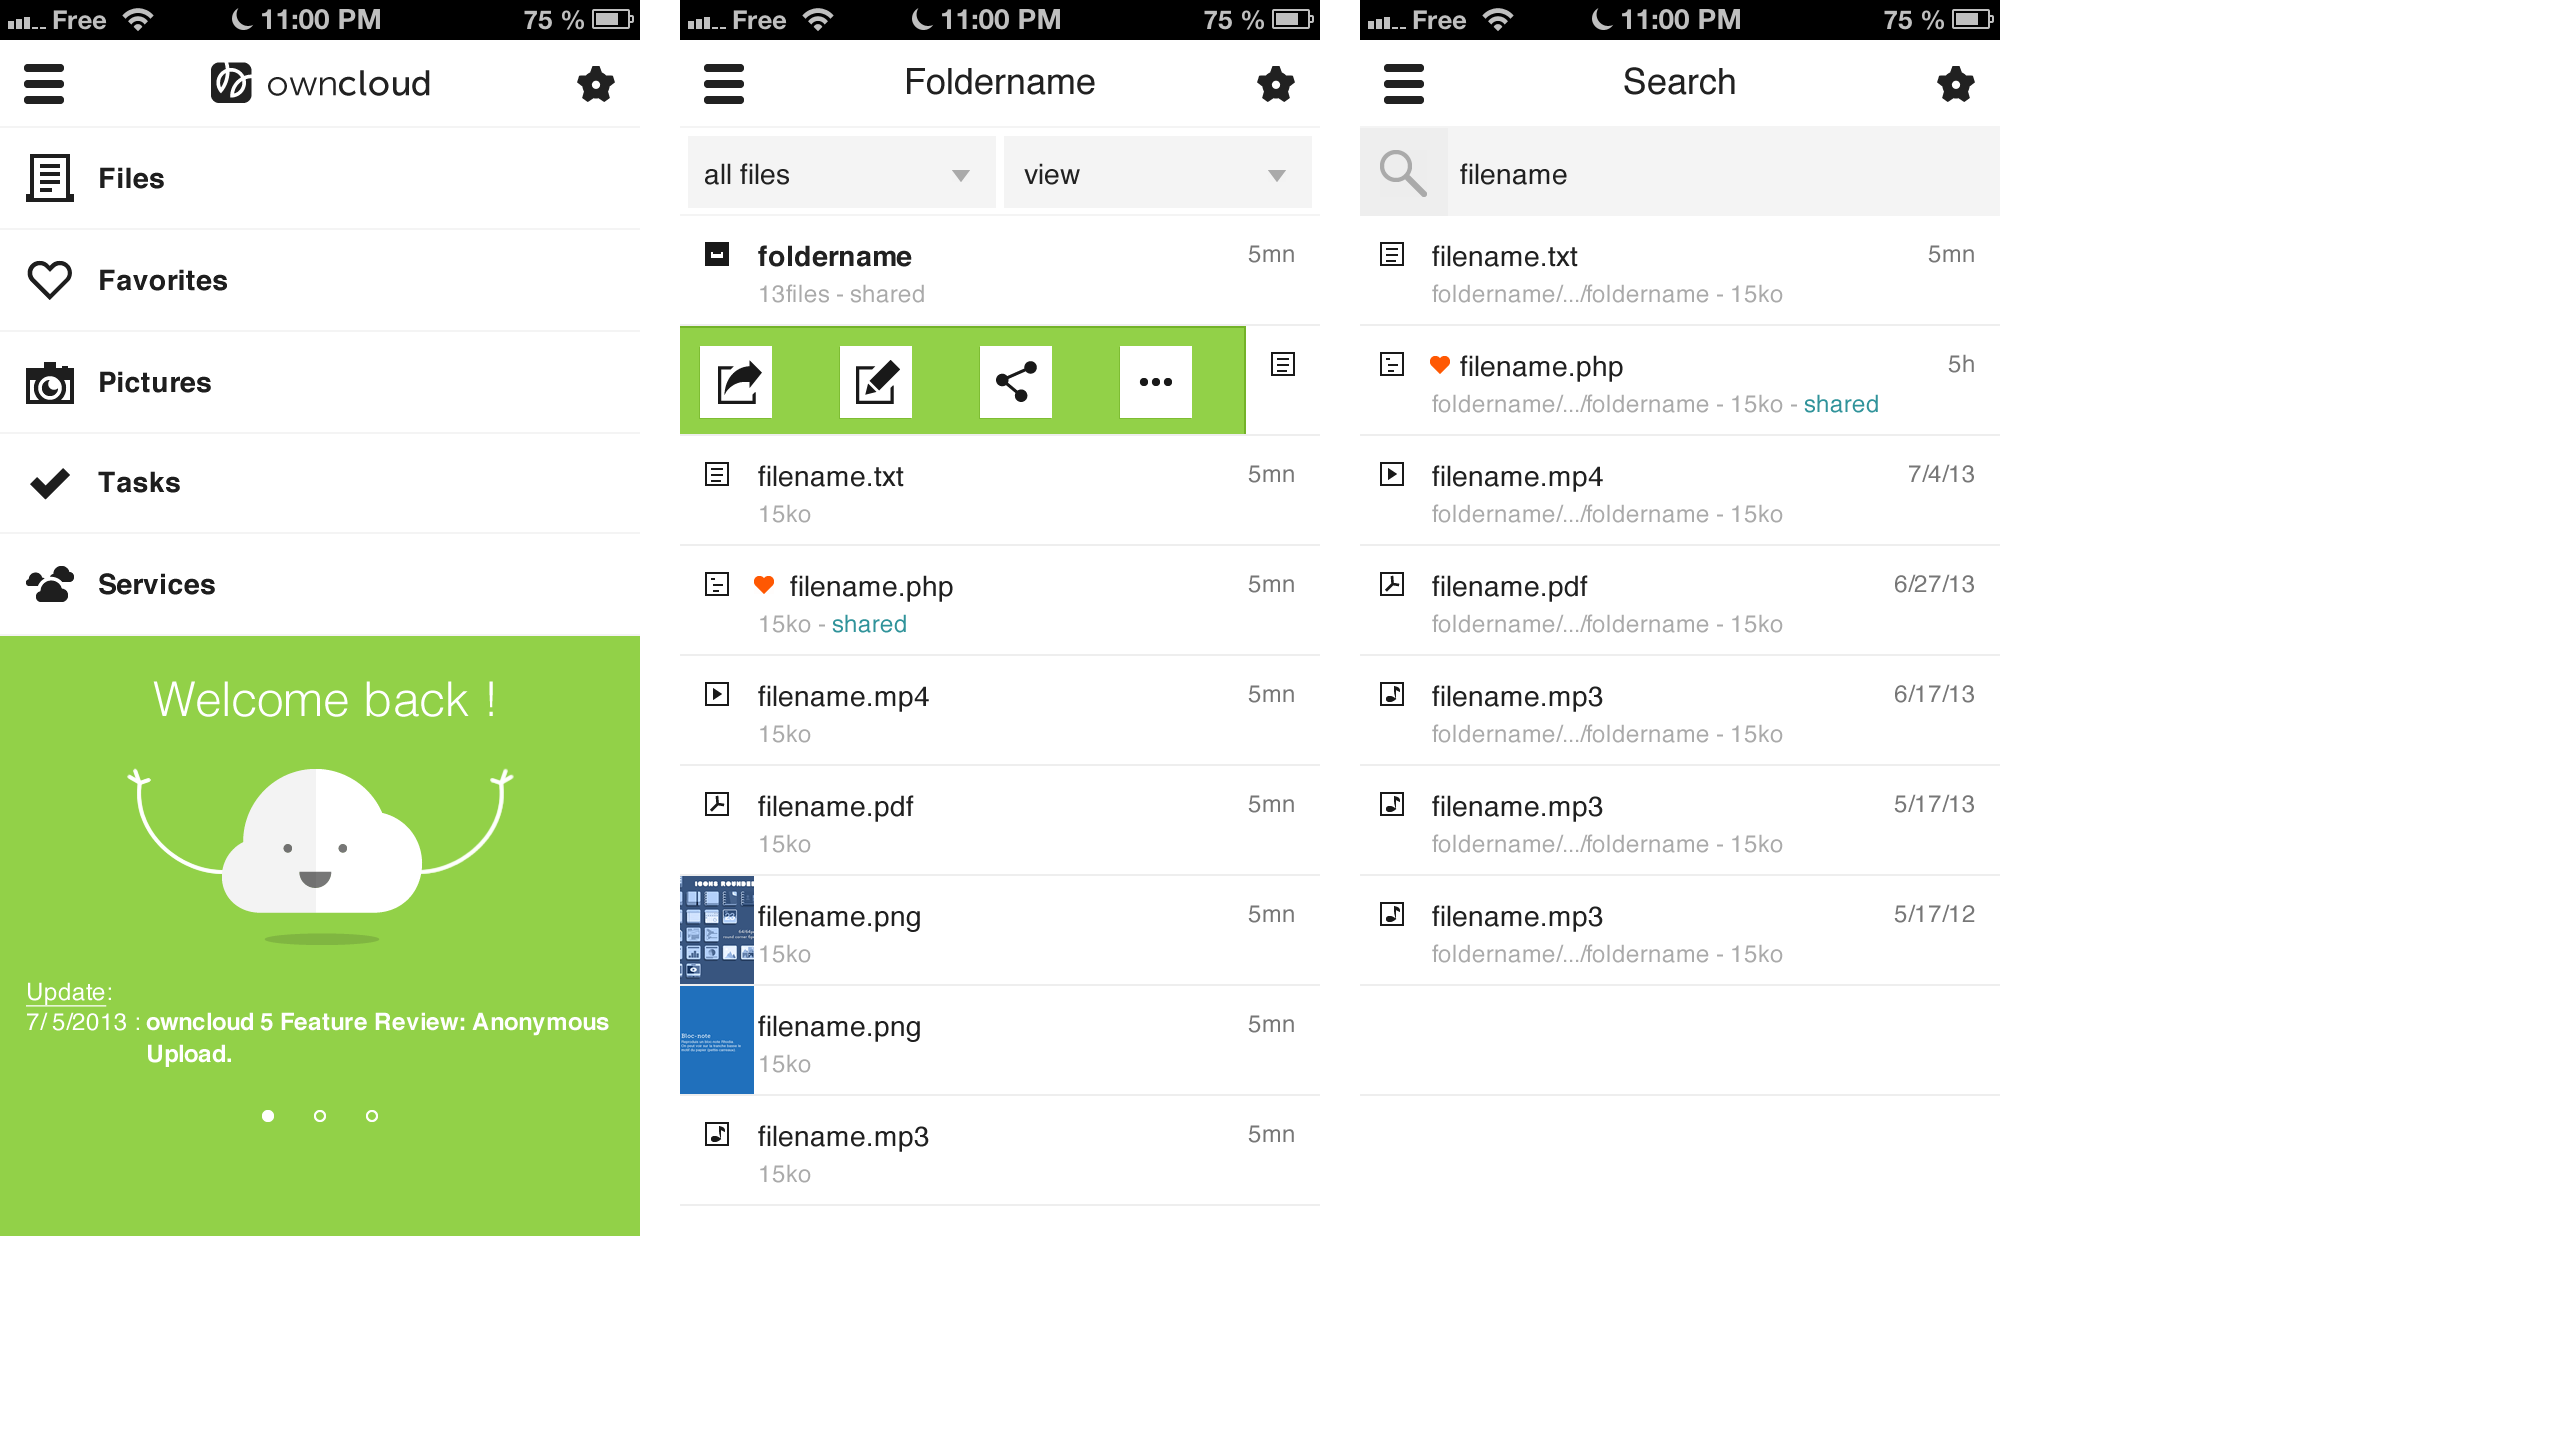 Free 11:00 PM 75 %
owncloud
Files
Favorites
Pictures
Tasks
Services
Welcome back !
Update:
7/5/2013 : owncloud 5 Feature Review: Anonymous
Upload.
Free 11:00 PM 75 %
Foldername
all files view
foldername 5mn
13files - shared
filename.txt 5mn
15ko
filename.php 5mn
15ko - shared
filename.mp4 5mn
15ko
filename.pdf 5mn
15ko
ICONS ROUNDED
filename.png 5mn
15ko
filename.png 5mn
Bloc-note
15ko
filename.mp3 5mn
15ko
Free 11:00 PM 75 %
Search
filename
filename.txt 5mn
foldername/.../foldername - 15ko
filename.php 5h
foldername/.../foldername - 15ko - shared
filename.mp4 7/4/13
foldername/.../foldername - 15ko
filename.pdf 6/27/13
foldername/.../foldername - 15ko
filename.mp3 6/17/13
foldername/.../foldername - 15ko
filename.mp3 5/17/13
foldername/.../foldername - 15ko
filename.mp3 5/17/12
foldername/.../foldername - 15ko